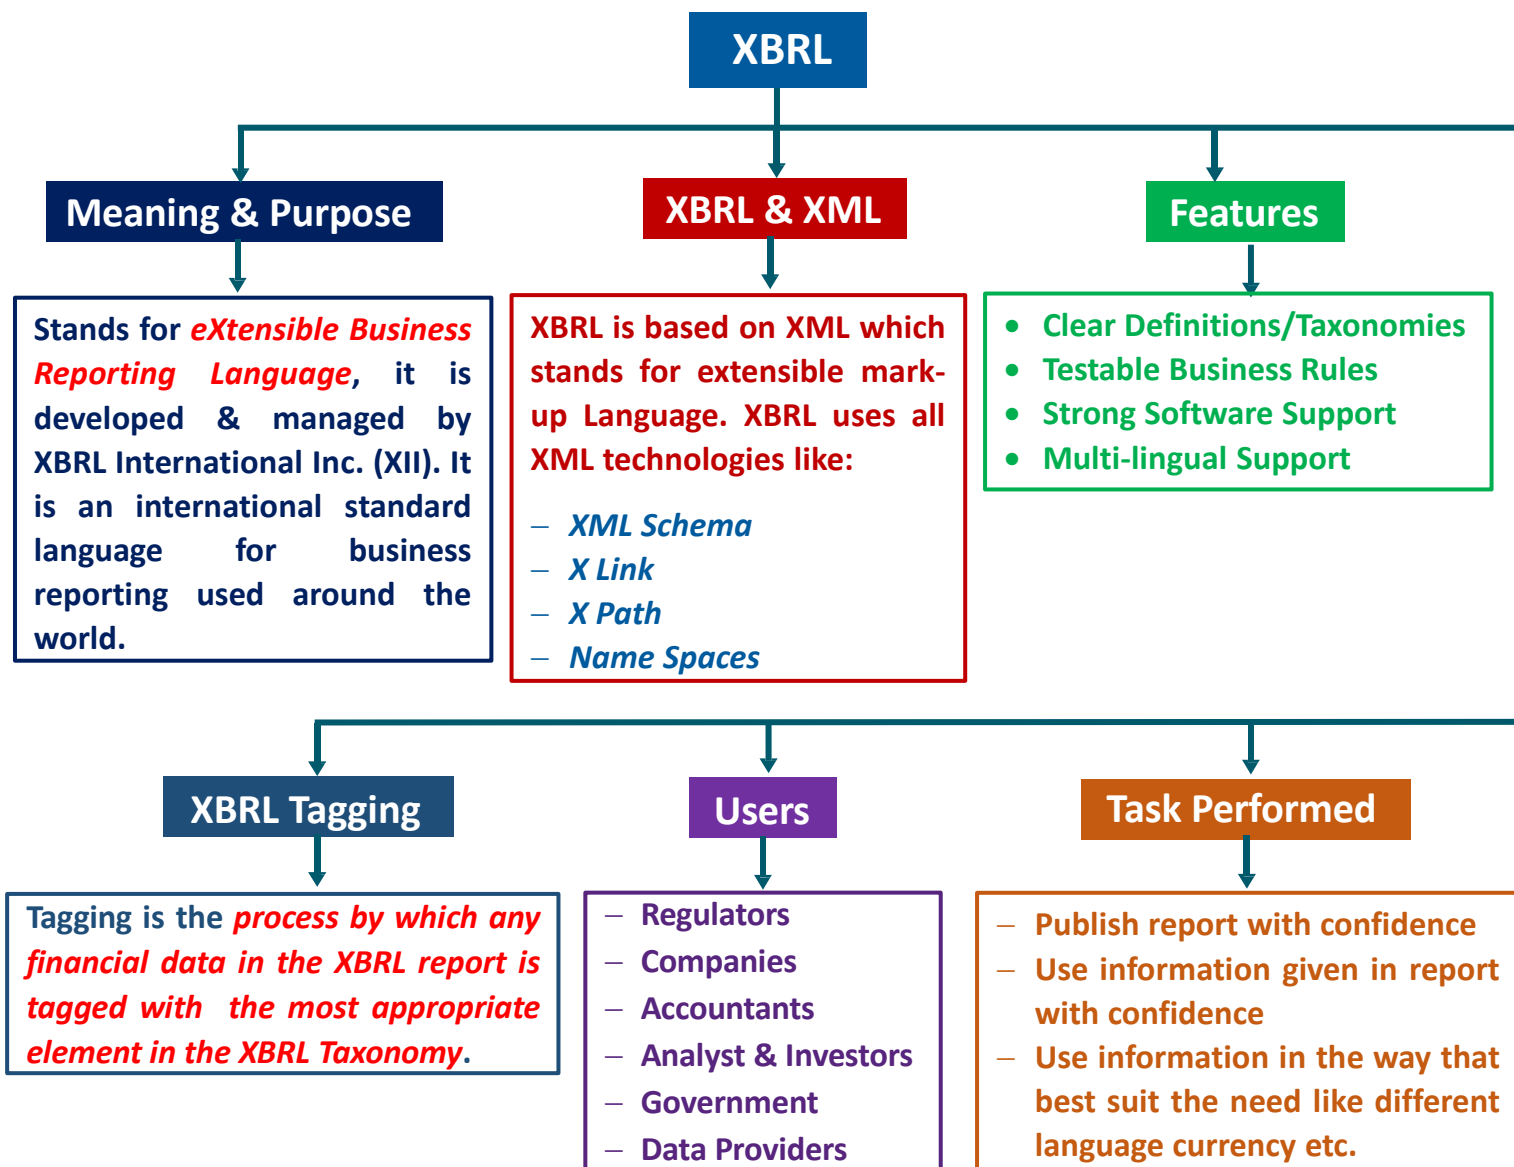 XBRL
Meaning & Purpose
Stands for eXtensible Business
Reporting Language, it is
developed & managed by
XBRL International Inc. (XII). It
is an international standard
language for business
reporting used around the
world.
XBRL & XML
XBRL is based on XML which
stands for extensible mark-
up Language. XBRL uses all
XML technologies like:
– XML Schema
– X Link
– X Path
– Name Spaces
Features
• Clear Definitions/Taxonomies
• Testable Business Rules
• Strong Software Support
• Multi-lingual Support
XBRL Tagging
Tagging is the process by which any
financial data in the XBRL report is
tagged with the most appropriate
element in the XBRL Taxonomy.
Users
– Regulators
– Companies
– Accountants
– Analyst & Investors
– Government
– Data Providers
Task Performed
– Publish report with confidence
– Use information given in report
with confidence
– Use information in the way that
best suit the need like different
language currency etc.